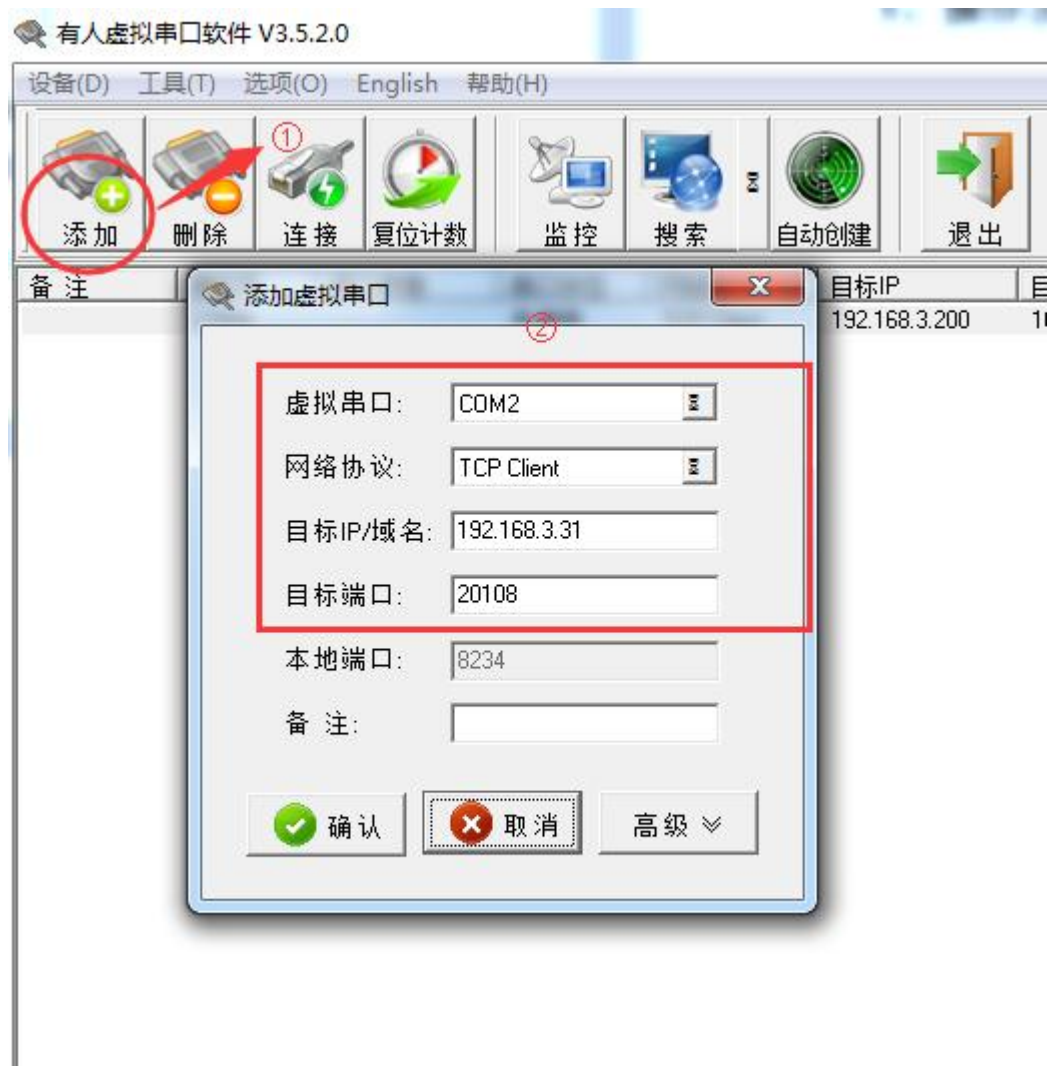 有人虚拟串口软件 V3.5.2.0
设备(D) 工具(T) 选项(O) English 帮助(H)
①
添加 删除 连接 复位计数 监控 搜索 自动创建 退出
备注 目标IP
添加虚拟串口
192.168.3.200
②
虚拟串口: COM2
网络协议: TCP Client
目标IP/域名: 192.168.3.31
目标端口: 20108
本地端口: 8234
备 注:
确认 取消 高级